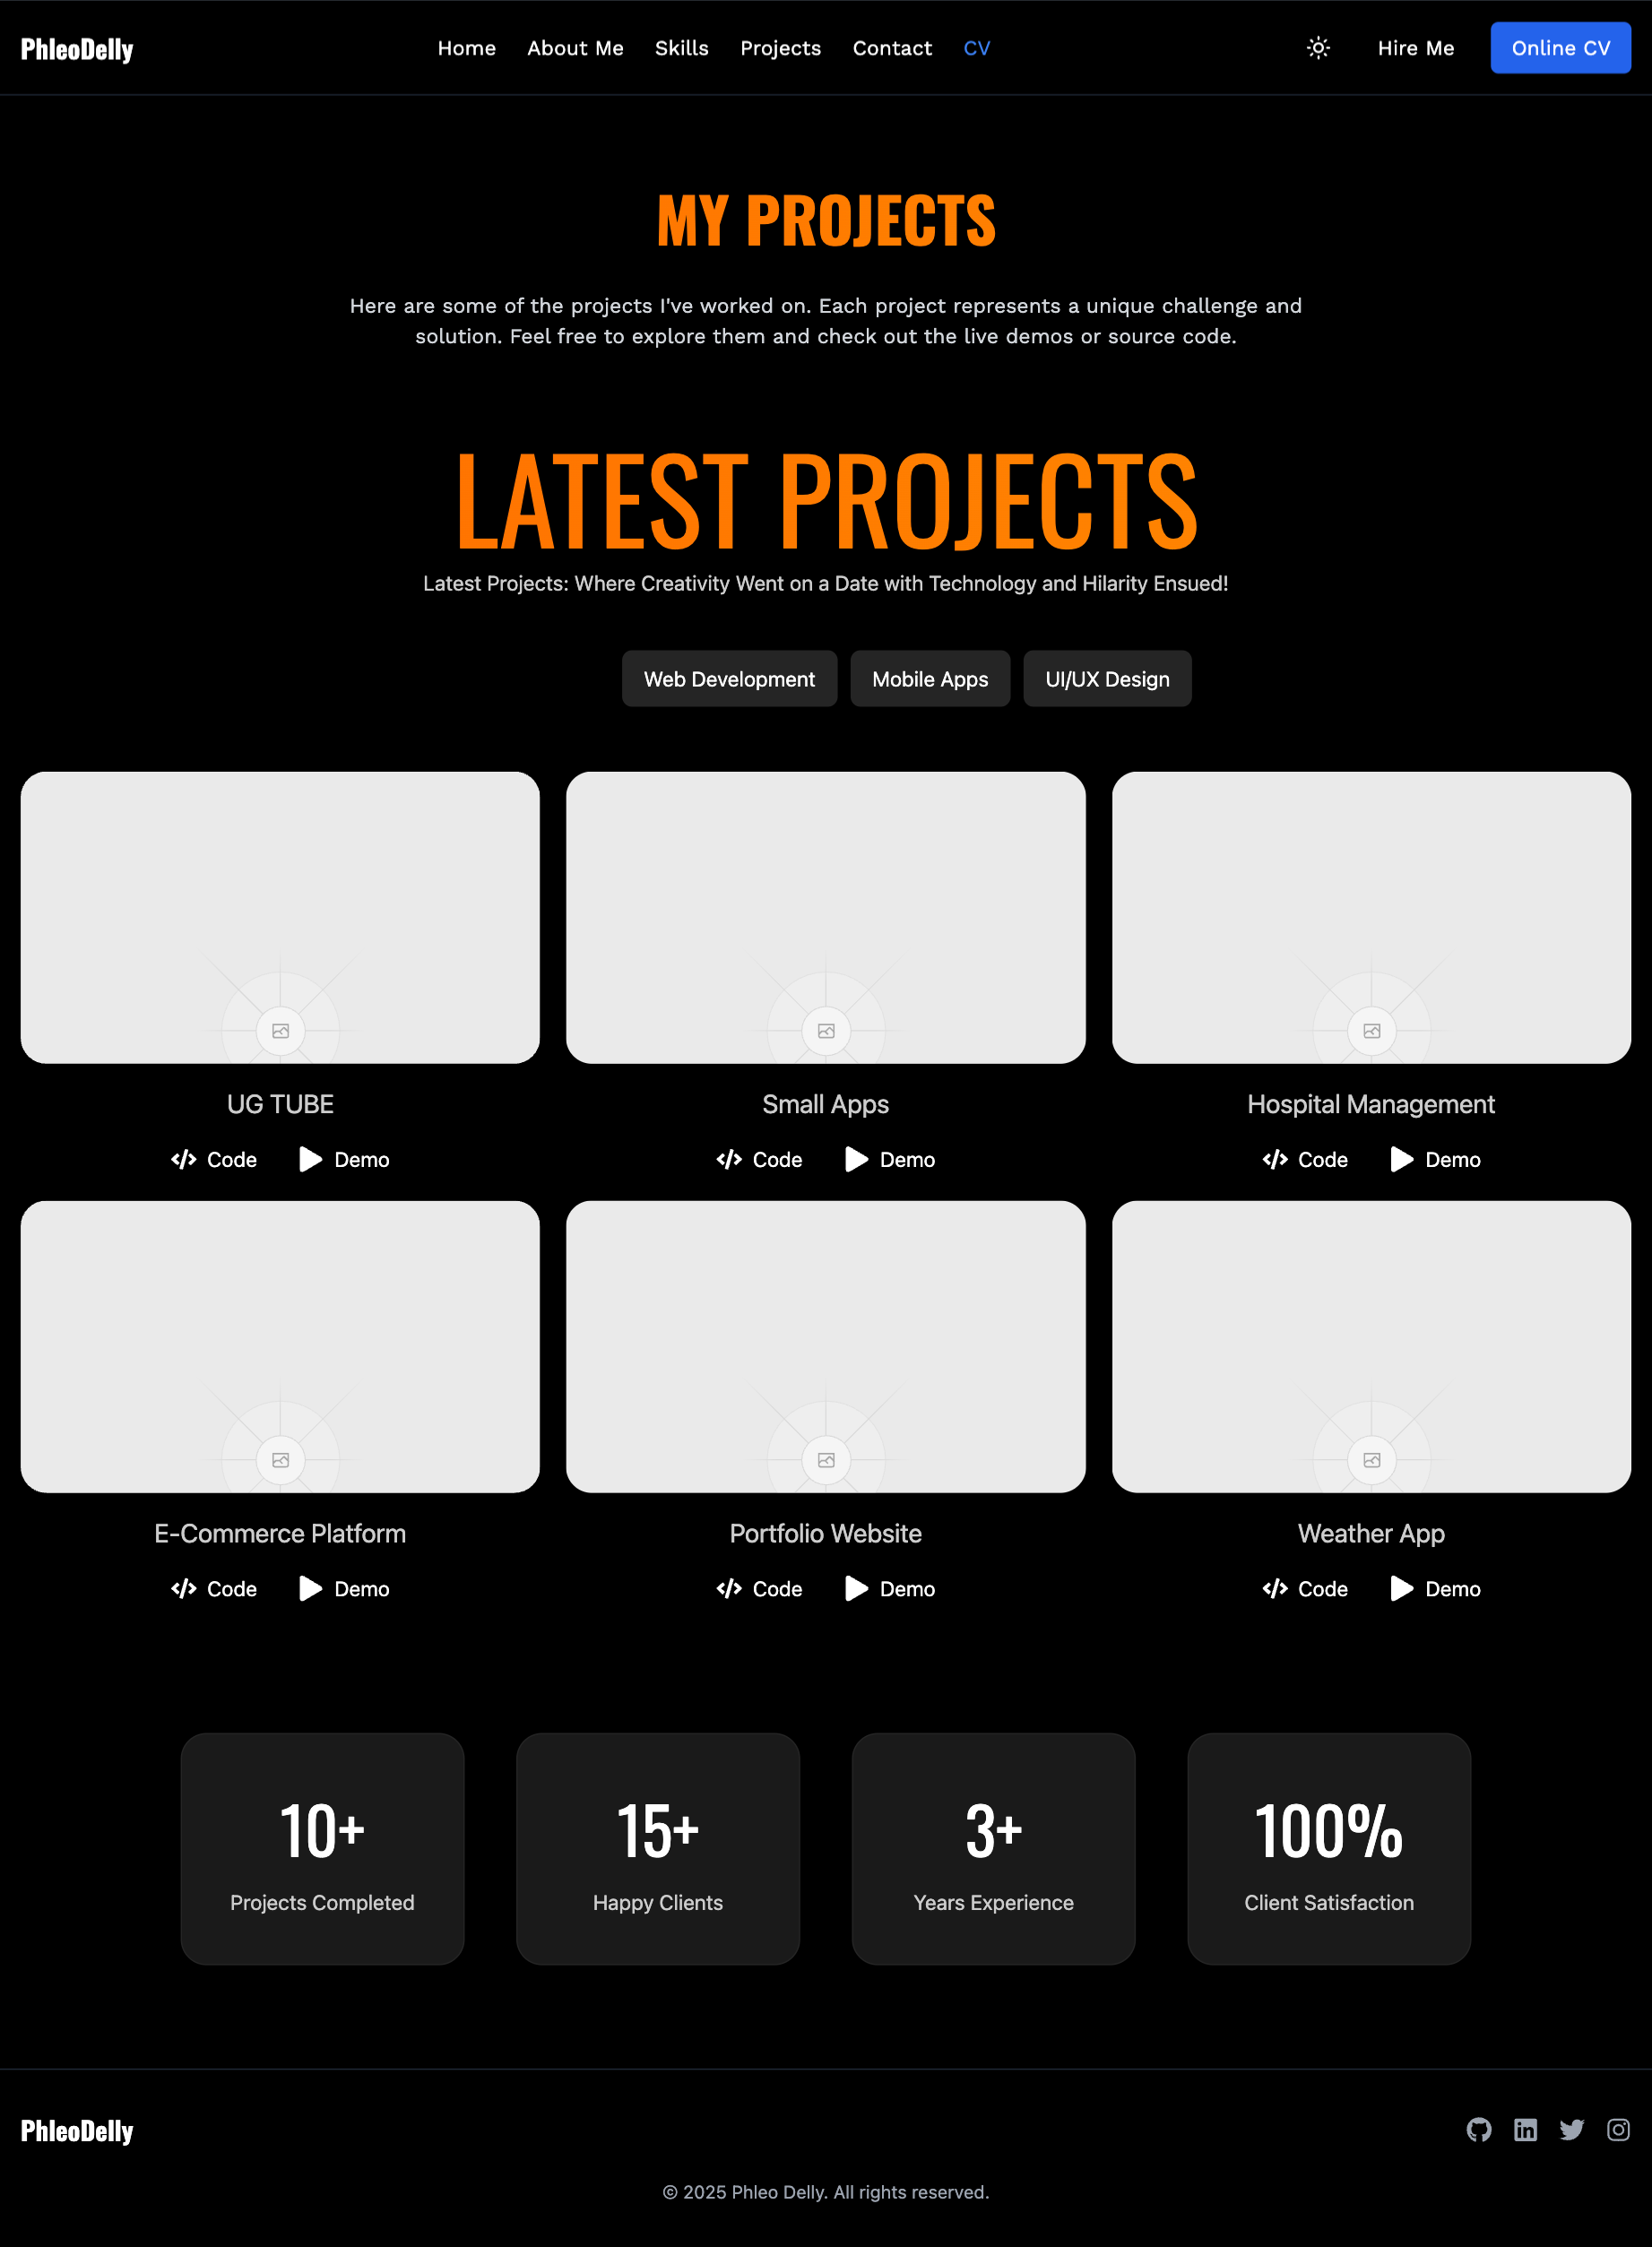 PhleoDelly
Home About Me Skills Projects Contact CV
Hire Me
Online CV
MY PROJECTS
Here are some of the projects I've worked on. Each project represents a unique challenge and
solution. Feel free to explore them and check out the live demos or source code.
LATEST PROJECTS
Latest Projects: Where Creativity Went on a Date with Technology and Hilarity Ensued!
Web Development Mobile Apps UI/UX Design
UG TUBE
Code Demo
Small Apps
Code Demo
Hospital Management
Code Demo
E-Commerce Platform
Code Demo
Portfolio Website
Code Demo
Weather App
Code Demo
10+
Projects Completed
15+
Happy Clients
3+
Years Experience
100%
Client Satisfaction
PhleoDelly
© 2025 Phleo Delly. All rights reserved.